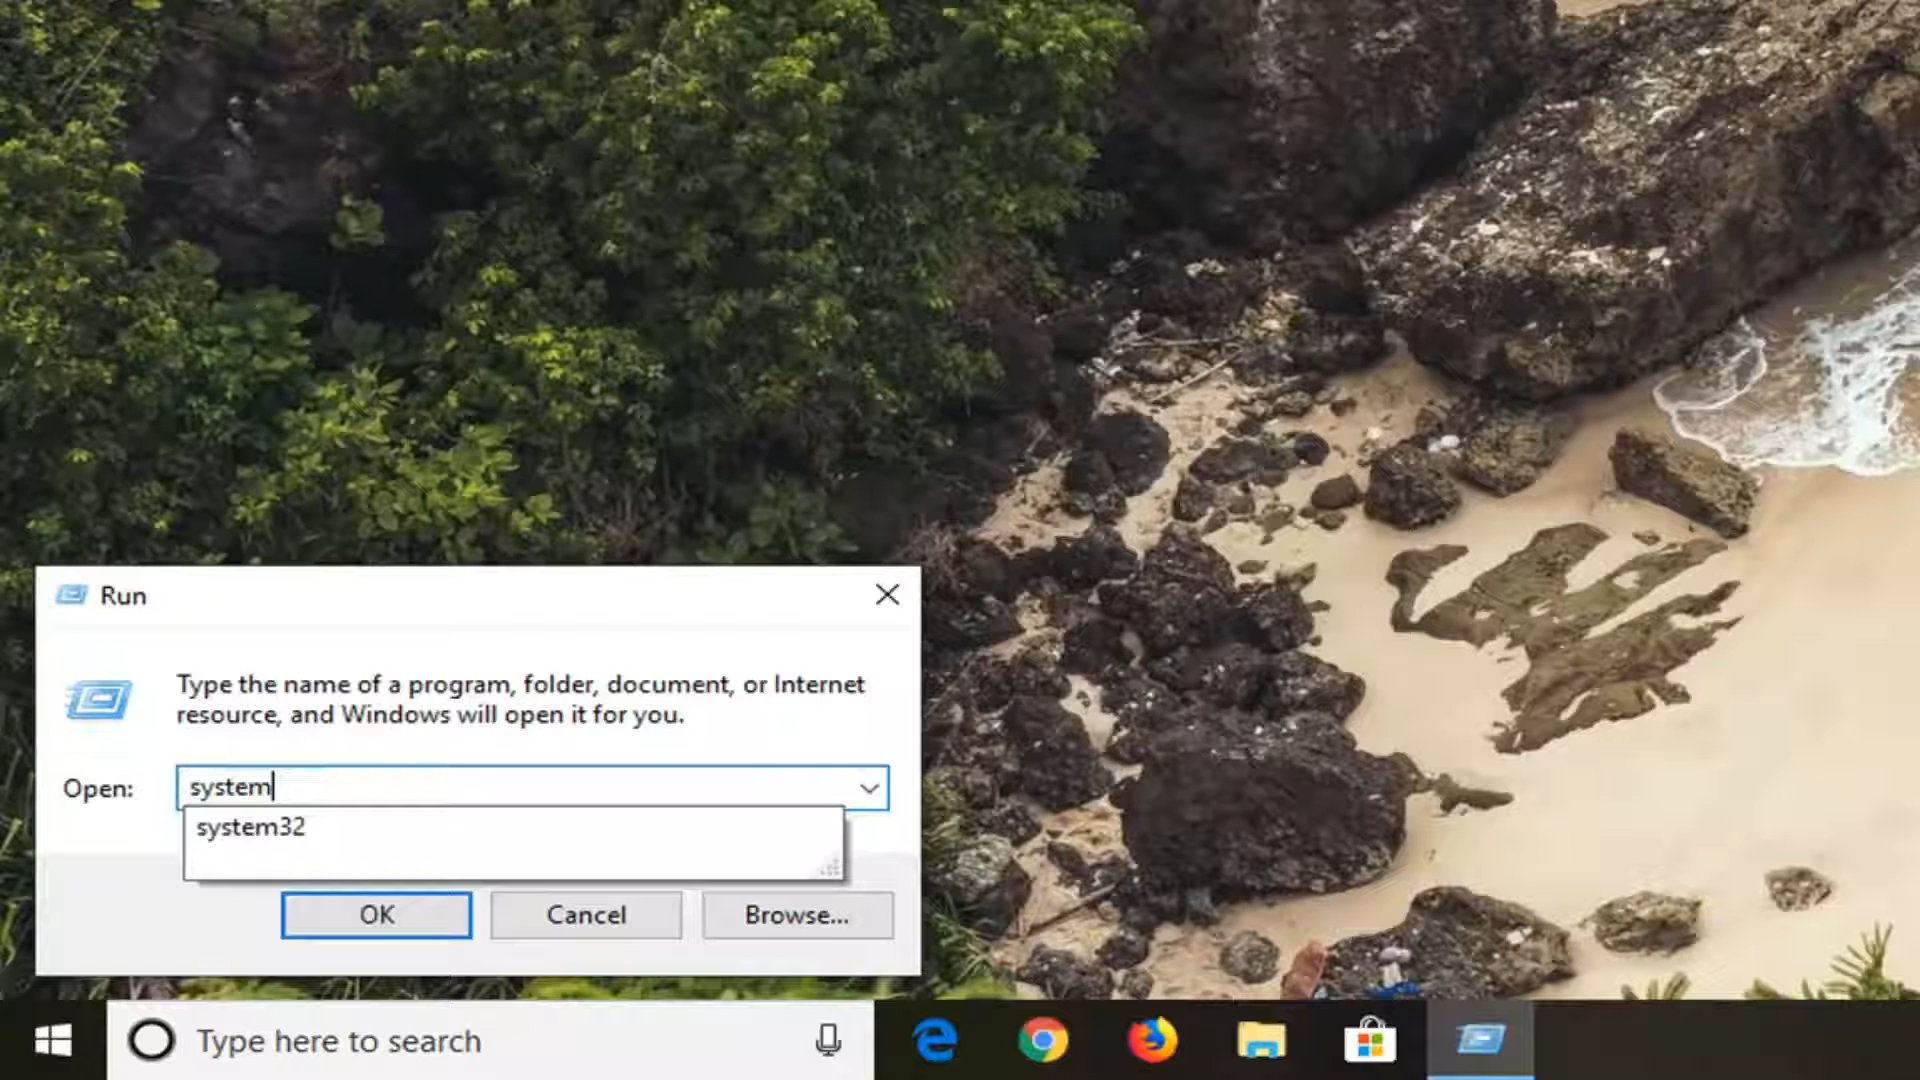 Run
Type the name of a program, folder, document, or Internet
resource, and Windows will open it for you.
Open:
system
system32
OK
Cancel
Browse...
Type here to search